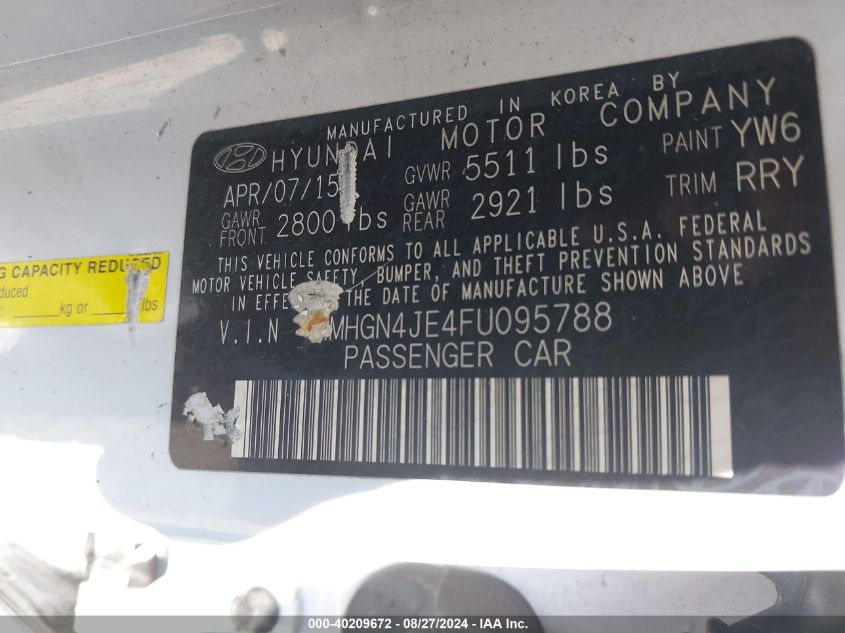 MANUFACTURED IN KOREA BY
HYUNDAI MOTOR COMPANY
APR/07/15 GVWR 5511 lbs PAINT YW6
GAWR FRONT 2800 lbs GAWR REAR 2921 lbs TRIM RRY
THIS VEHICLE CONFORMS TO ALL APPLICABLE U.S.A. FEDERAL
MOTOR VEHICLE SAFETY, BUMPER, AND THEFT PREVENTION STANDARDS
IN EFFECT THE DATE OF MANUFACTURE SHOWN ABOVE
V.I.N MHGN4JE4FU095788
PASSENGER CAR
G CAPACITY REDUCED
duced
kg or lbs
000-40209672 - 08/27/2024 - IAA Inc.